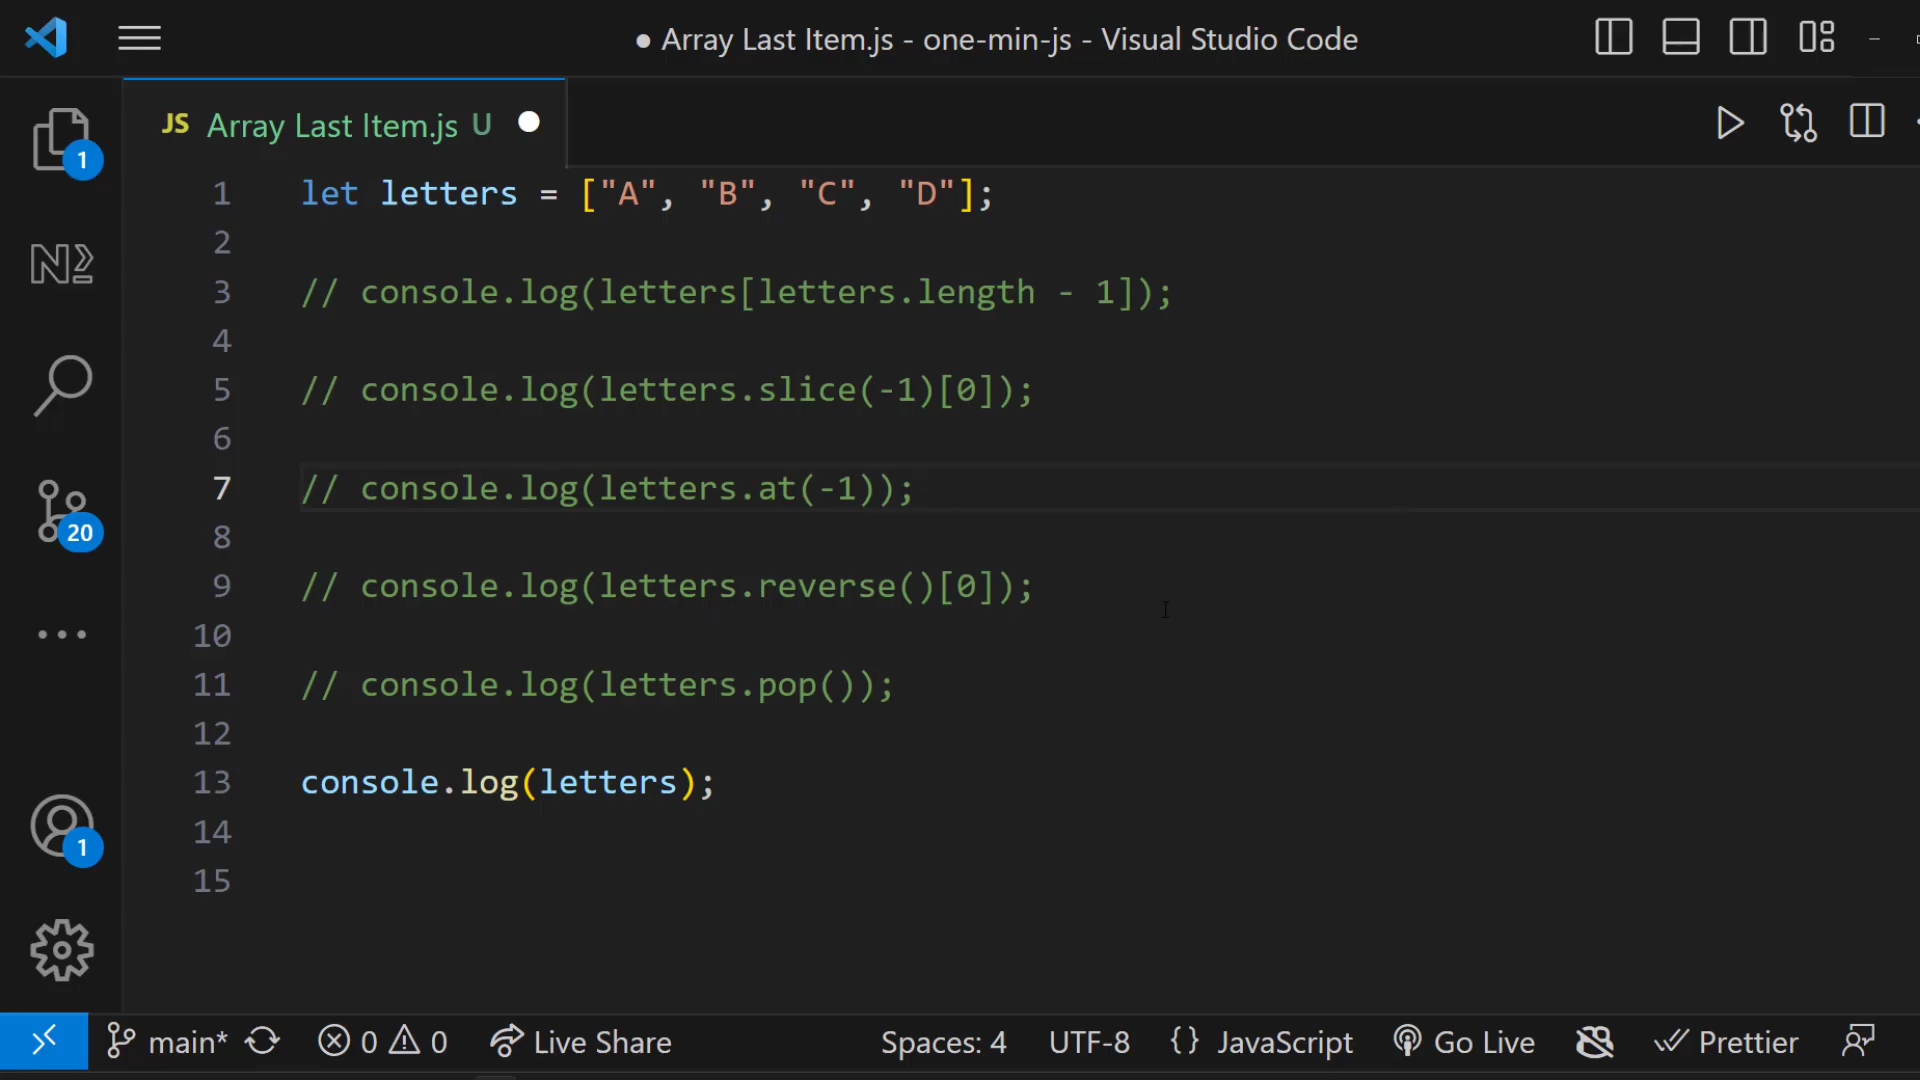 ● Array Last Item.js - one-min-js - Visual Studio Code
JS Array Last Item.js U
1
1 let letters = ["A", "B", "C", "D"];
2
3 // console.log(letters[letters.length - 1]);
4
5 // console.log(letters.slice(-1)[0]);
6
7 // console.log(letters.at(-1));
20
8
9 // console.log(letters.reverse()[0]);
10
11 // console.log(letters.pop());
12
13 console.log(letters);
14
1
15
main* 0 0 Live Share Spaces: 4 UTF-8 {} JavaScript Go Live Prettier